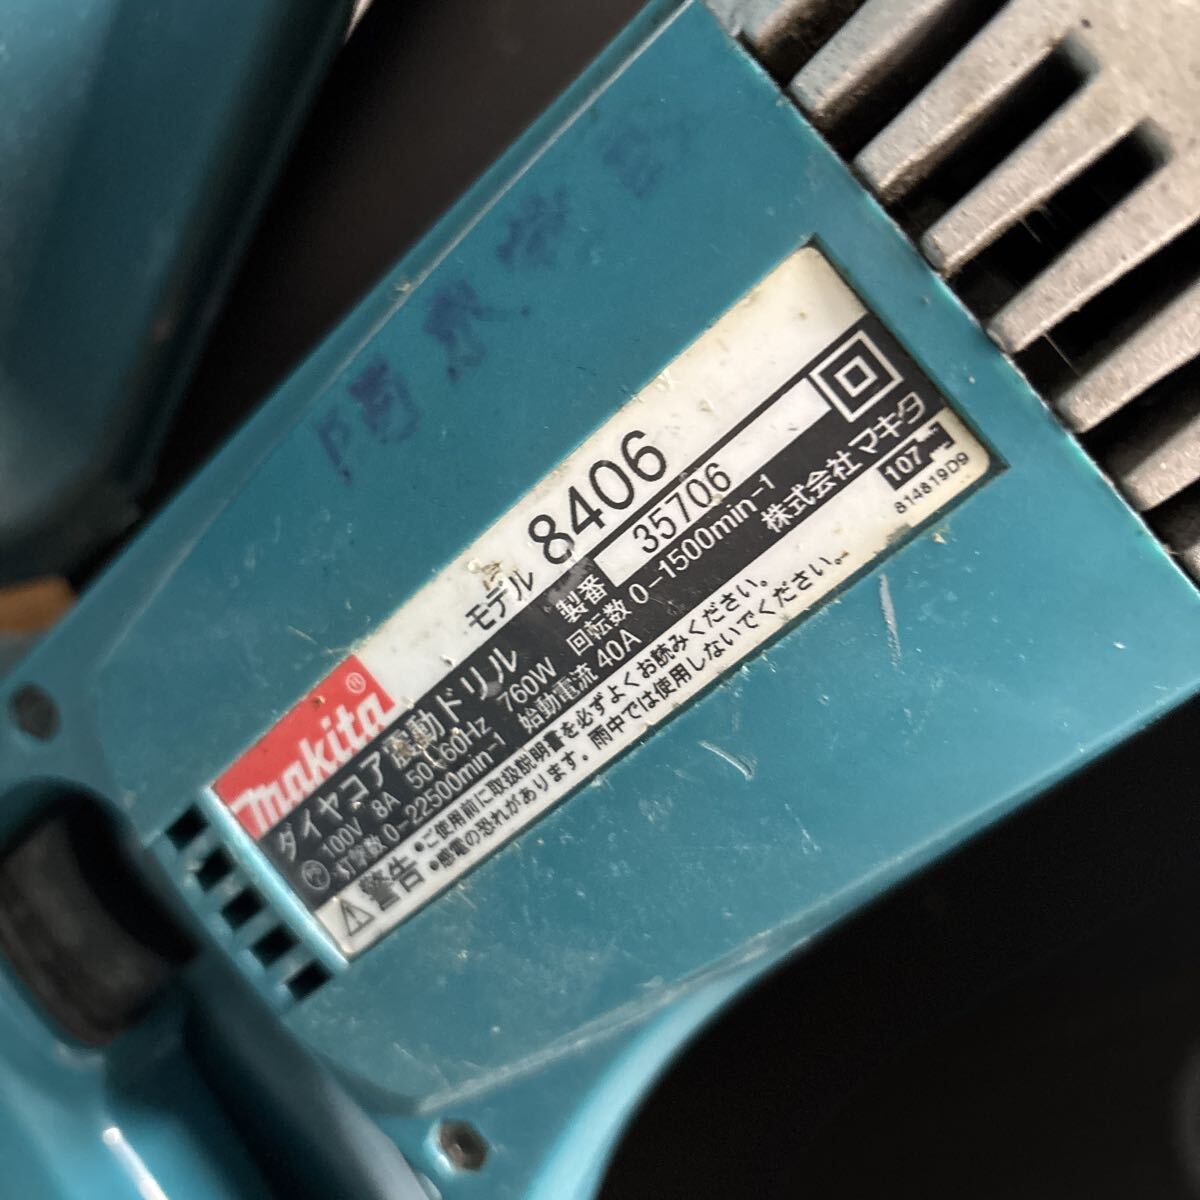 makita®
モデル 8406
製番 35706
ダイヤコア震動ドリル
100V 8A 50-60Hz 760W 回転数 0-1500min-1
打撃数 0-22500min-1 始動電流 40A
株式会社マキタ
107
814819D9
警告
●ご使用前に取扱説明書を必ずよくお読みください。
●感電の恐れがあります。雨中では使用しないでください。